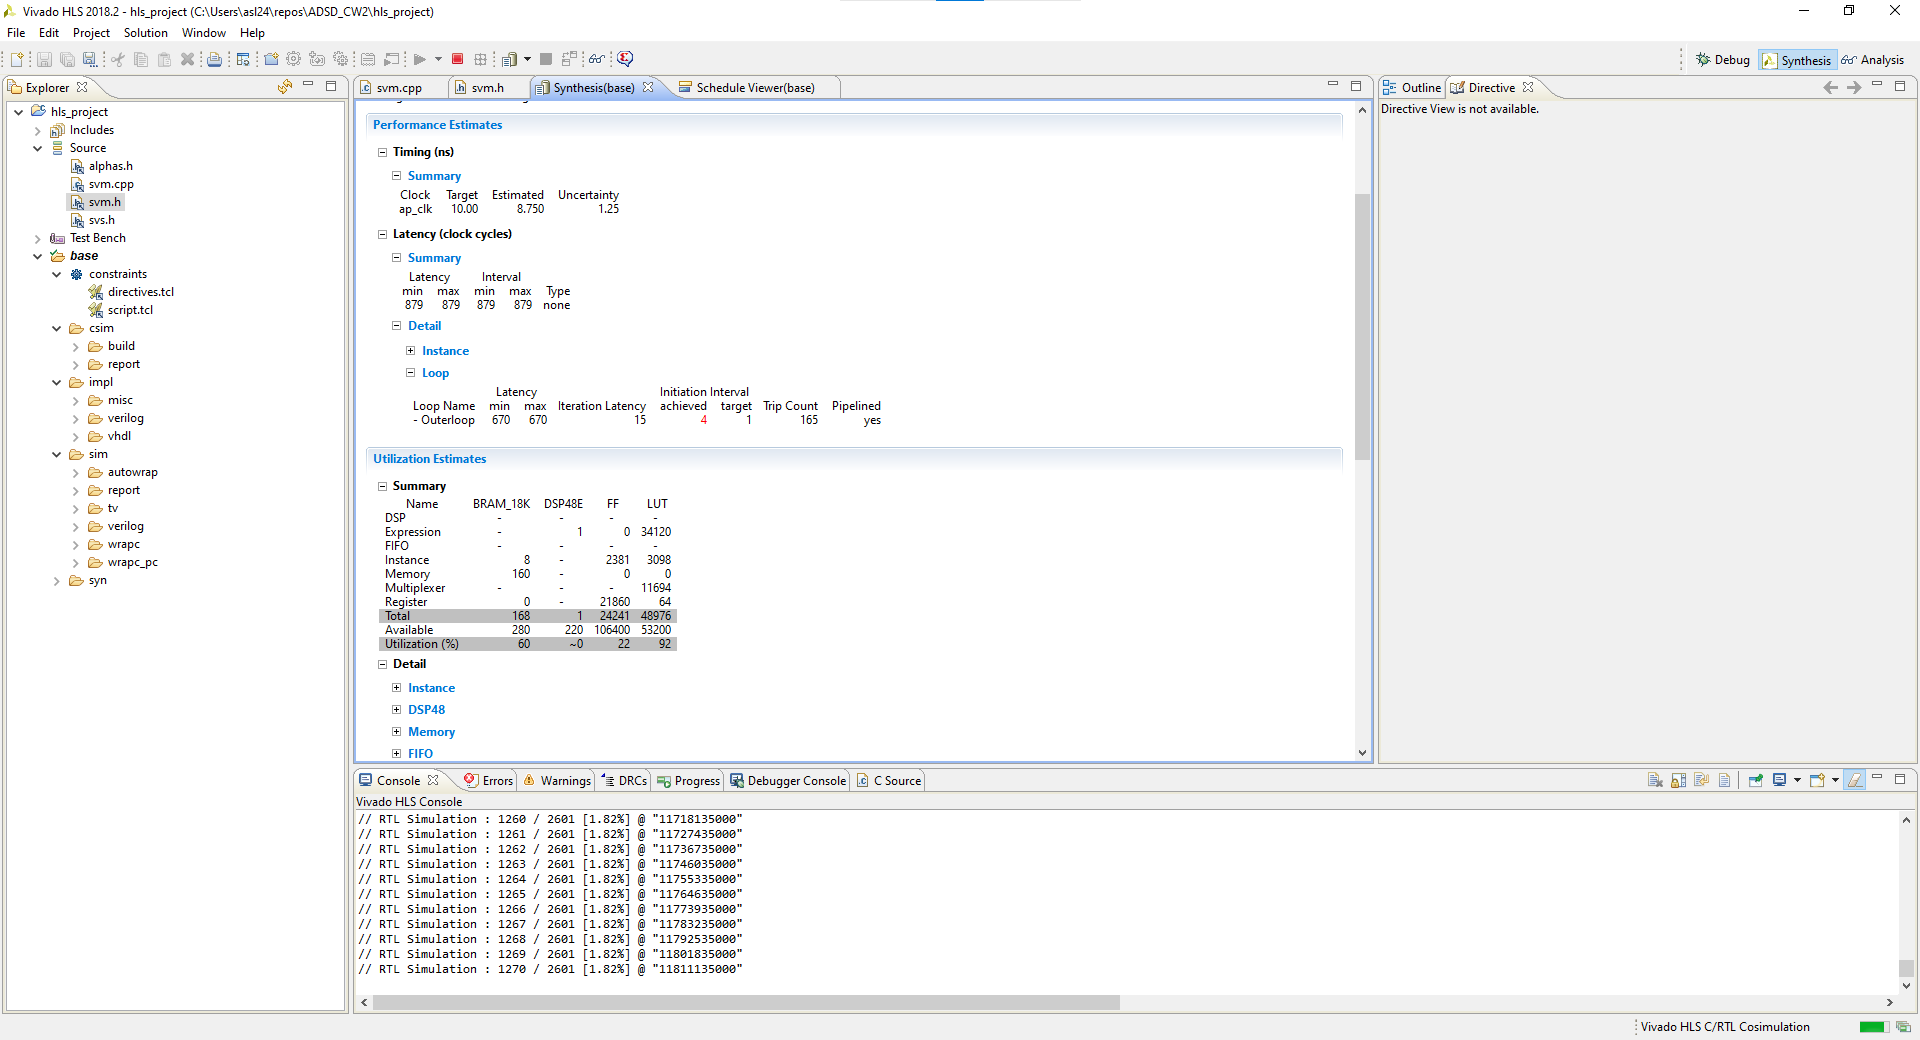 Vivado HLS 2018.2 - hls_project (C:\Users\asl24\repos\ADSD_CW2\hls_project)
File Edit Project Solution Window Help
Debug Synthesis Analysis
Explorer
hls_project
Includes
Source
alphas.h
svm.cpp
svm.h
svs.h
Test Bench
base
constraints
directives.tcl
script.tcl
csim
build
report
impl
misc
verilog
vhdl
sim
autowrap
report
tv
verilog
wrapc
wrapc_pc
syn
svm.cpp svm.h Synthesis(base) Schedule Viewer(base)
Performance Estimates
Timing (ns)
Summary
Clock Target Estimated Uncertainty
ap_clk 10.00 8.750 1.25
Latency (clock cycles)
Summary
Latency Interval
min max min max Type
879 879 879 879 none
Detail
Instance
Loop
Latency Initiation Interval
Loop Name min max Iteration Latency achieved target Trip Count Pipelined
- Outerloop 670 670 15 4 1 165 yes
Utilization Estimates
Summary
Name BRAM_18K DSP48E FF LUT
DSP - - - -
Expression - 1 0 34120
FIFO - - - -
Instance 8 - 2381 3098
Memory 160 - 0 0
Multiplexer - - - 11694
Register 0 - 21860 64
Total 168 1 24241 48976
Available 280 220 106400 53200
Utilization (%) 60 ~0 22 92
Detail
Instance
DSP48
Memory
FIFO
Outline Directive
Directive View is not available.
Console Errors Warnings DRCs Progress Debugger Console C Source
Vivado HLS Console
// RTL Simulation : 1260 / 2601 [1.82%] @ "11718135000"
// RTL Simulation : 1261 / 2601 [1.82%] @ "11727435000"
// RTL Simulation : 1262 / 2601 [1.82%] @ "11736735000"
// RTL Simulation : 1263 / 2601 [1.82%] @ "11746035000"
// RTL Simulation : 1264 / 2601 [1.82%] @ "11755335000"
// RTL Simulation : 1265 / 2601 [1.82%] @ "11764635000"
// RTL Simulation : 1266 / 2601 [1.82%] @ "11773935000"
// RTL Simulation : 1267 / 2601 [1.82%] @ "11783235000"
// RTL Simulation : 1268 / 2601 [1.82%] @ "11792535000"
// RTL Simulation : 1269 / 2601 [1.82%] @ "11801835000"
// RTL Simulation : 1270 / 2601 [1.82%] @ "11811135000"
Vivado HLS C/RTL Cosimulation